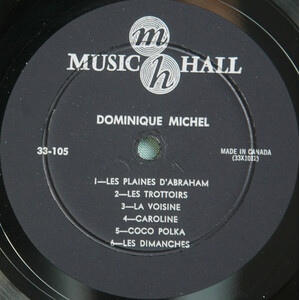 m
MUSIC HALL
h
DOMINIQUE MICHEL
33-105
MADE IN CANADA
(33X1032)
1—LES PLAINES D'ABRAHAM
2—LES TROTTOIRS
3—LA VOISINE
4—CAROLINE
5—COCO POLKA
6—LES DIMANCHES